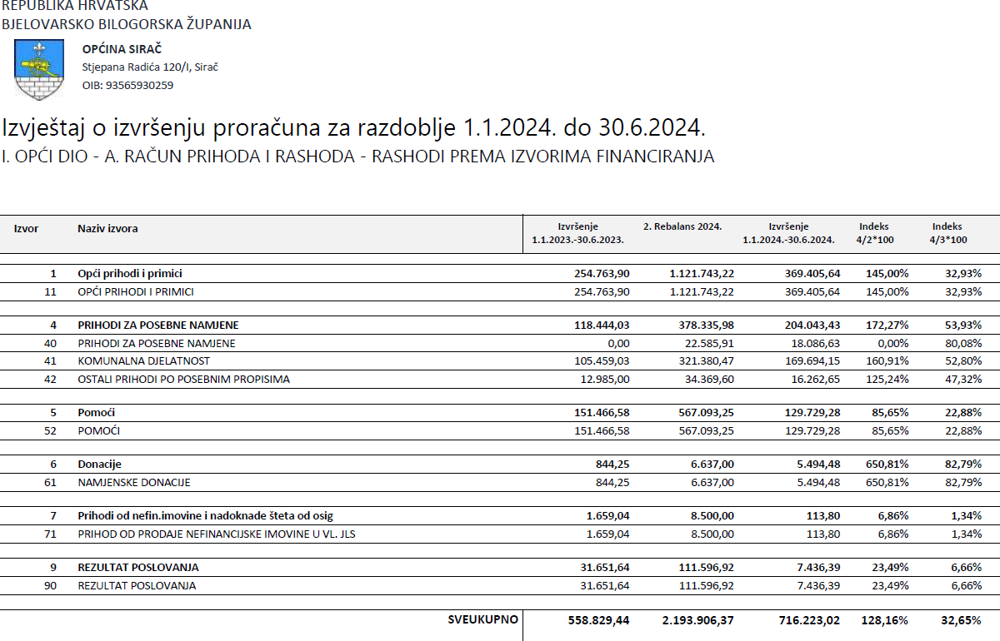 REPUBLIKA HRVATSKA
BJELOVARSKO BILOGORSKA ŽUPANIJA
OPĆINA SIRAČ
Stjepana Radića 120/I, Sirač
OIB: 93565930259
Izvještaj o izvršenju proračuna za razdoblje 1.1.2024. do 30.6.2024.
I. OPĆI DIO - A. RAČUN PRIHODA I RASHODA - RASHODI PREMA IZVORIMA FINANCIRANJA
Izvor Naziv izvora Izvršenje 2. Rebalans 2024. Izvršenje Indeks Indeks
1.1.2023.-30.6.2023. 1.1.2024.-30.6.2024. 4/2*100 4/3*100
1 Opći prihodi i primici 254.763,90 1.121.743,22 369.405,64 145,00% 32,93%
11 OPĆI PRIHODI I PRIMICI 254.763,90 1.121.743,22 369.405,64 145,00% 32,93%
4 PRIHODI ZA POSEBNE NAMJENE 118.444,03 378.335,98 204.043,43 172,27% 53,93%
40 PRIHODI ZA POSEBNE NAMJENE 0,00 22.585,91 18.086,63 0,00% 80,08%
41 KOMUNALNA DJELATNOST 105.459,03 321.380,47 169.694,15 160,91% 52,80%
42 OSTALI PRIHODI PO POSEBNIM PROPISIMA 12.985,00 34.369,60 16.262,65 125,24% 47,32%
5 Pomoći 151.466,58 567.093,25 129.729,28 85,65% 22,88%
52 POMOĆI 151.466,58 567.093,25 129.729,28 85,65% 22,88%
6 Donacije 844,25 6.637,00 5.494,48 650,81% 82,79%
61 NAMJENSKE DONACIJE 844,25 6.637,00 5.494,48 650,81% 82,79%
7 Prihodi od nefin.imovine i nadoknade šteta od osig 1.659,04 8.500,00 113,80 6,86% 1,34%
71 PRIHOD OD PRODAJE NEFINANCIJSKE IMOVINE U VL. JLS 1.659,04 8.500,00 113,80 6,86% 1,34%
9 REZULTAT POSLOVANJA 31.651,64 111.596,92 7.436,39 23,49% 6,66%
90 REZULTAT POSLOVANJA 31.651,64 111.596,92 7.436,39 23,49% 6,66%
SVEUKUPNO 558.829,44 2.193.906,37 716.223,02 128,16% 32,65%